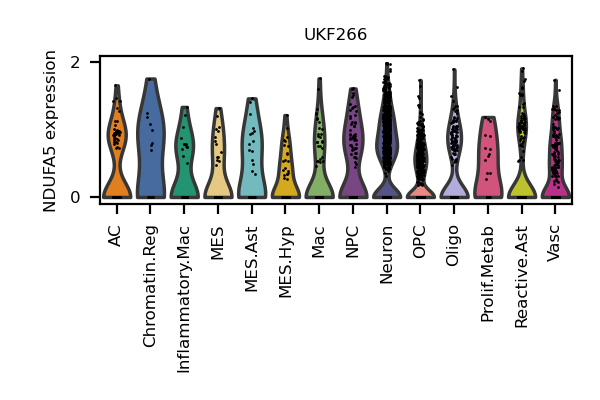 UKF266
NDUFA5 expression
2
0
AC
Chromatin.Reg
Inflammatory.Mac
MES
MES.Ast
MES.Hyp
Mac
NPC
Neuron
OPC
Oligo
Prolif.Metab
Reactive.Ast
Vasc